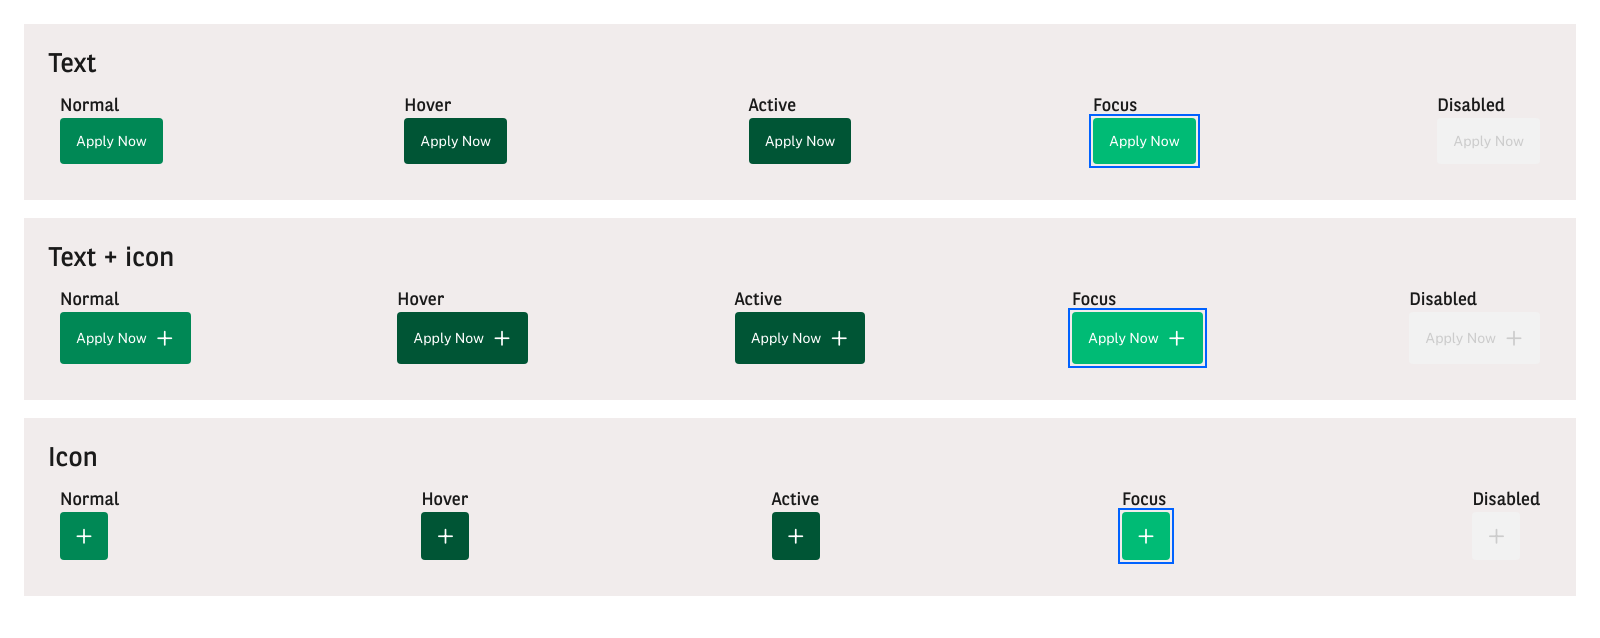 Text
Normal Hover Active Focus Disabled
Apply Now Apply Now Apply Now Apply Now Apply Now
Text + icon
Normal Hover Active Focus Disabled
Apply Now + Apply Now + Apply Now + Apply Now + Apply Now +
Icon
Normal Hover Active Focus Disabled
+ + + + +